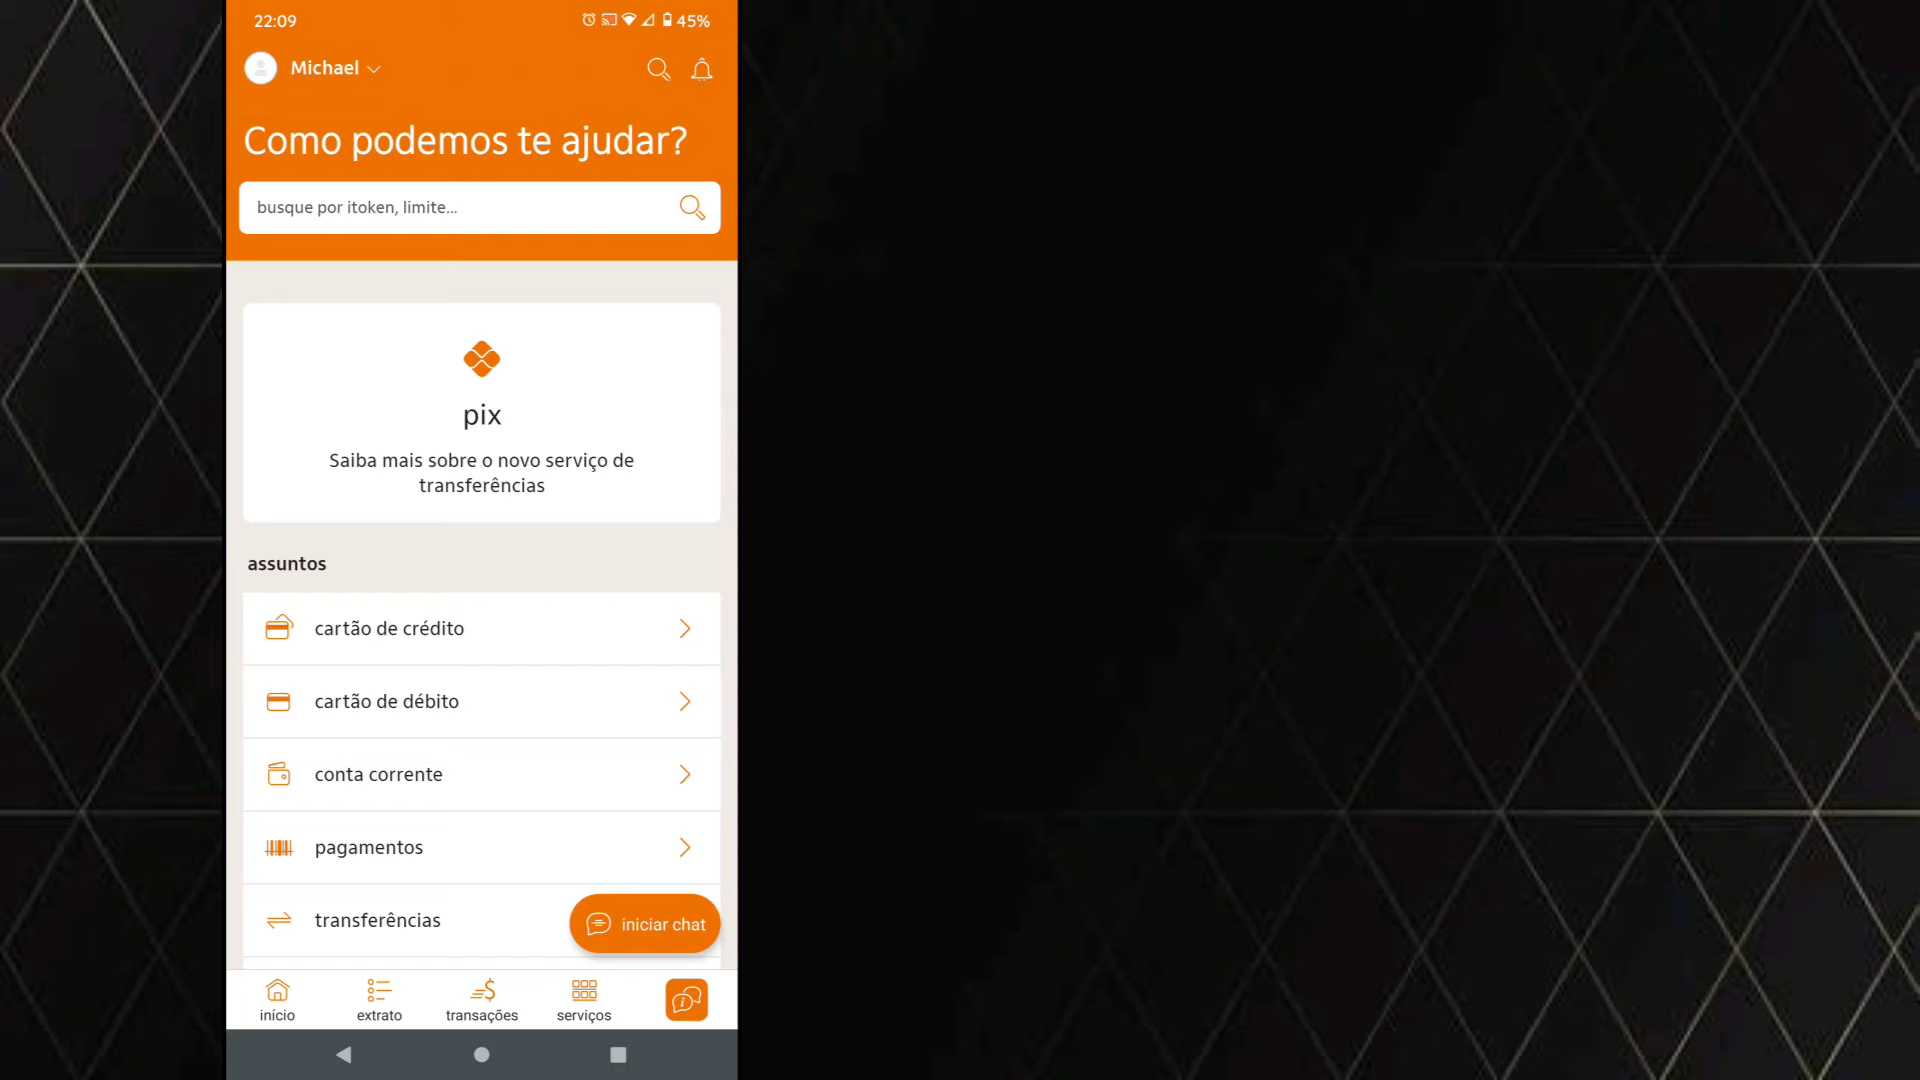 22:09
45%
Michael
Como podemos te ajudar?
busque por itoken, limite...
pix
Saiba mais sobre o novo serviço de
transferências
assuntos
cartão de crédito
cartão de débito
conta corrente
pagamentos
transferências
iniciar chat
início
extrato
transações
serviços